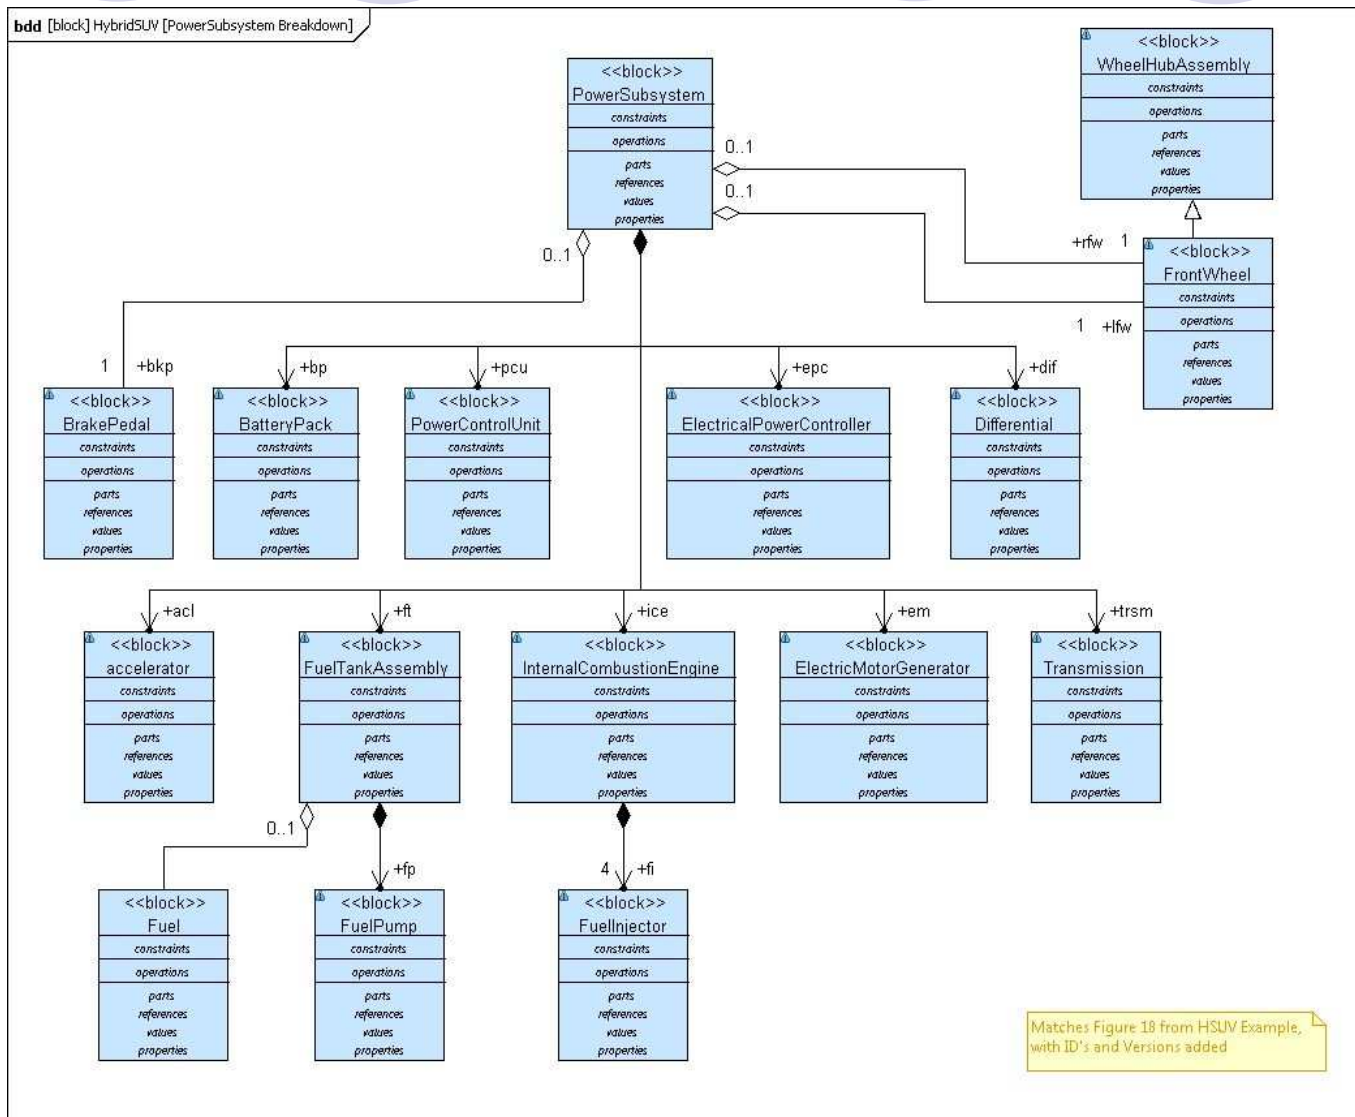 bdd [block] HybridSUV [PowerSubsystem Breakdown]
<<block>>
PowerSubsystem
constraints
operations
parts
references
values
properties
<<block>>
WheelHubAssembly
constraints
operations
parts
references
values
properties
0..1
0..1
0..1
+rfw 1
1 +lfw
<<block>>
FrontWheel
constraints
operations
parts
references
values
properties
1 +bkp
+bp
+pcu
+epc
+dif
<<block>>
BrakePedal
constraints
operations
parts
references
values
properties
<<block>>
BatteryPack
constraints
operations
parts
references
values
properties
<<block>>
PowerControlUnit
constraints
operations
parts
references
values
properties
<<block>>
ElectricalPowerController
constraints
operations
parts
references
values
properties
<<block>>
Differential
constraints
operations
parts
references
values
properties
+acl
+ft
+ice
+em
+trsm
<<block>>
accelerator
constraints
operations
parts
references
values
properties
<<block>>
FuelTankAssembly
constraints
operations
parts
references
values
properties
<<block>>
InternalCombustionEngine
constraints
operations
parts
references
values
properties
<<block>>
ElectricMotorGenerator
constraints
operations
parts
references
values
properties
<<block>>
Transmission
constraints
operations
parts
references
values
properties
0..1
+fp
4 +fi
<<block>>
Fuel
constraints
operations
parts
references
values
properties
<<block>>
FuelPump
constraints
operations
parts
references
values
properties
<<block>>
FuelInjector
constraints
operations
parts
references
values
properties
Matches Figure 18 from HSUV Example,
with ID's and Versions added